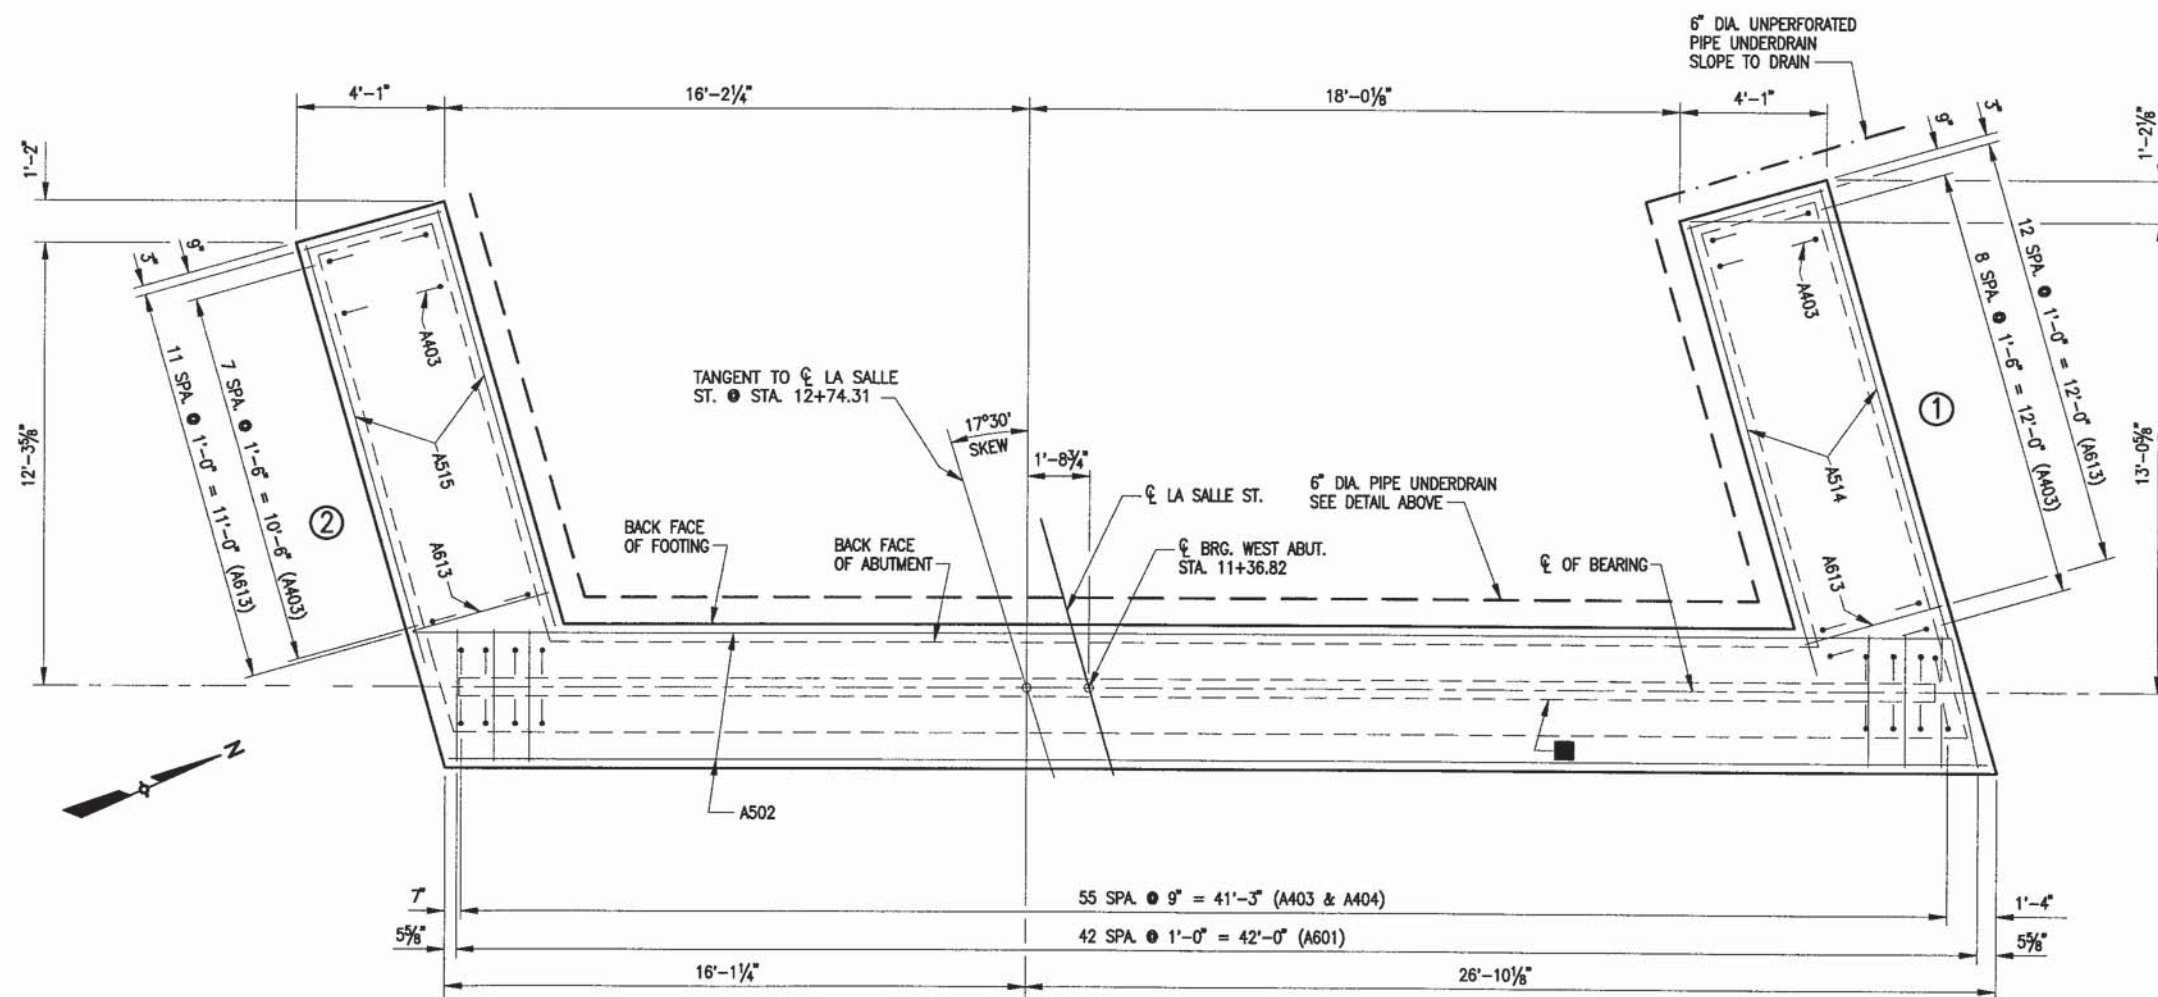 6" DIA. UNPERFORATED
PIPE UNDERDRAIN
SLOPE TO DRAIN
4'-1"
16'-2¼"
18'-0⅛"
4'-1"
1'-2"
1'-2⅛"
9"
3"
9"
3"
A403
A403
12 SPA. @ 1'-0" = 12'-0" (A613)
8 SPA. @ 1'-6" = 12'-0" (A403)
11 SPA. @ 1'-0" = 11'-0" (A613)
7 SPA. @ 1'-6" = 10'-6" (A403)
TANGENT TO ℄ LA SALLE
ST. @ STA. 12+74.31
17°30'
SKEW
1'-8¾"
12'-3⅝"
13'-0⅝"
A515
A514
1
2
6" DIA. PIPE UNDERDRAIN
SEE DETAIL ABOVE
℄ LA SALLE ST.
BACK FACE
OF FOOTING
BACK FACE
OF ABUTMENT
℄ BRG. WEST ABUT.
STA. 11+36.82
℄ OF BEARING
A613
A613
N
A502
7"
55 SPA. @ 9" = 41'-3" (A403 & A404)
1'-4"
5⅝"
42 SPA. @ 1'-0" = 42'-0" (A601)
5⅝"
16'-1¼"
26'-10⅛"